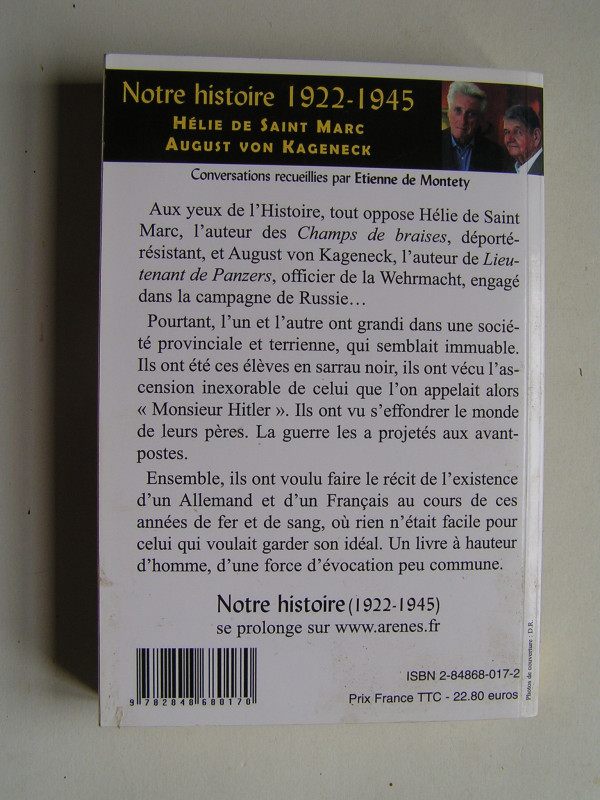 Notre histoire 1922-1945
HÉLIE DE SAINT MARC
AUGUST VON KAGENECK
Conversations recueillies par Etienne de Montety
Aux yeux de l'Histoire, tout oppose Hélie de Saint
Marc, l'auteur des Champs de braises, déporté-
résistant, et August von Kageneck, l'auteur de Lieu-
tenant de Panzers, officier de la Wehrmacht, engagé
dans la campagne de Russie…
Pourtant, l'un et l'autre ont grandi dans une socié-
té provinciale et terrienne, qui semblait immuable.
Ils ont été ces élèves en sarrau noir, ils ont vécu l'as-
cension inexorable de celui que l'on appelait alors
« Monsieur Hitler ». Ils ont vu s'effondrer le monde
de leurs pères. La guerre les a projetés aux avant-
postes.
Ensemble, ils ont voulu faire le récit de l'existence
d'un Allemand et d'un Français au cours de ces
années de fer et de sang, où rien n'était facile pour
celui qui voulait garder son idéal. Un livre à hauteur
d'homme, d'une force d'évocation peu commune.
Notre histoire (1922-1945)
se prolonge sur www.arenes.fr
ISBN 2-84868-017-2
Prix France TTC - 22.80 euros
9 782848 680170
Photos de couverture : D.R.